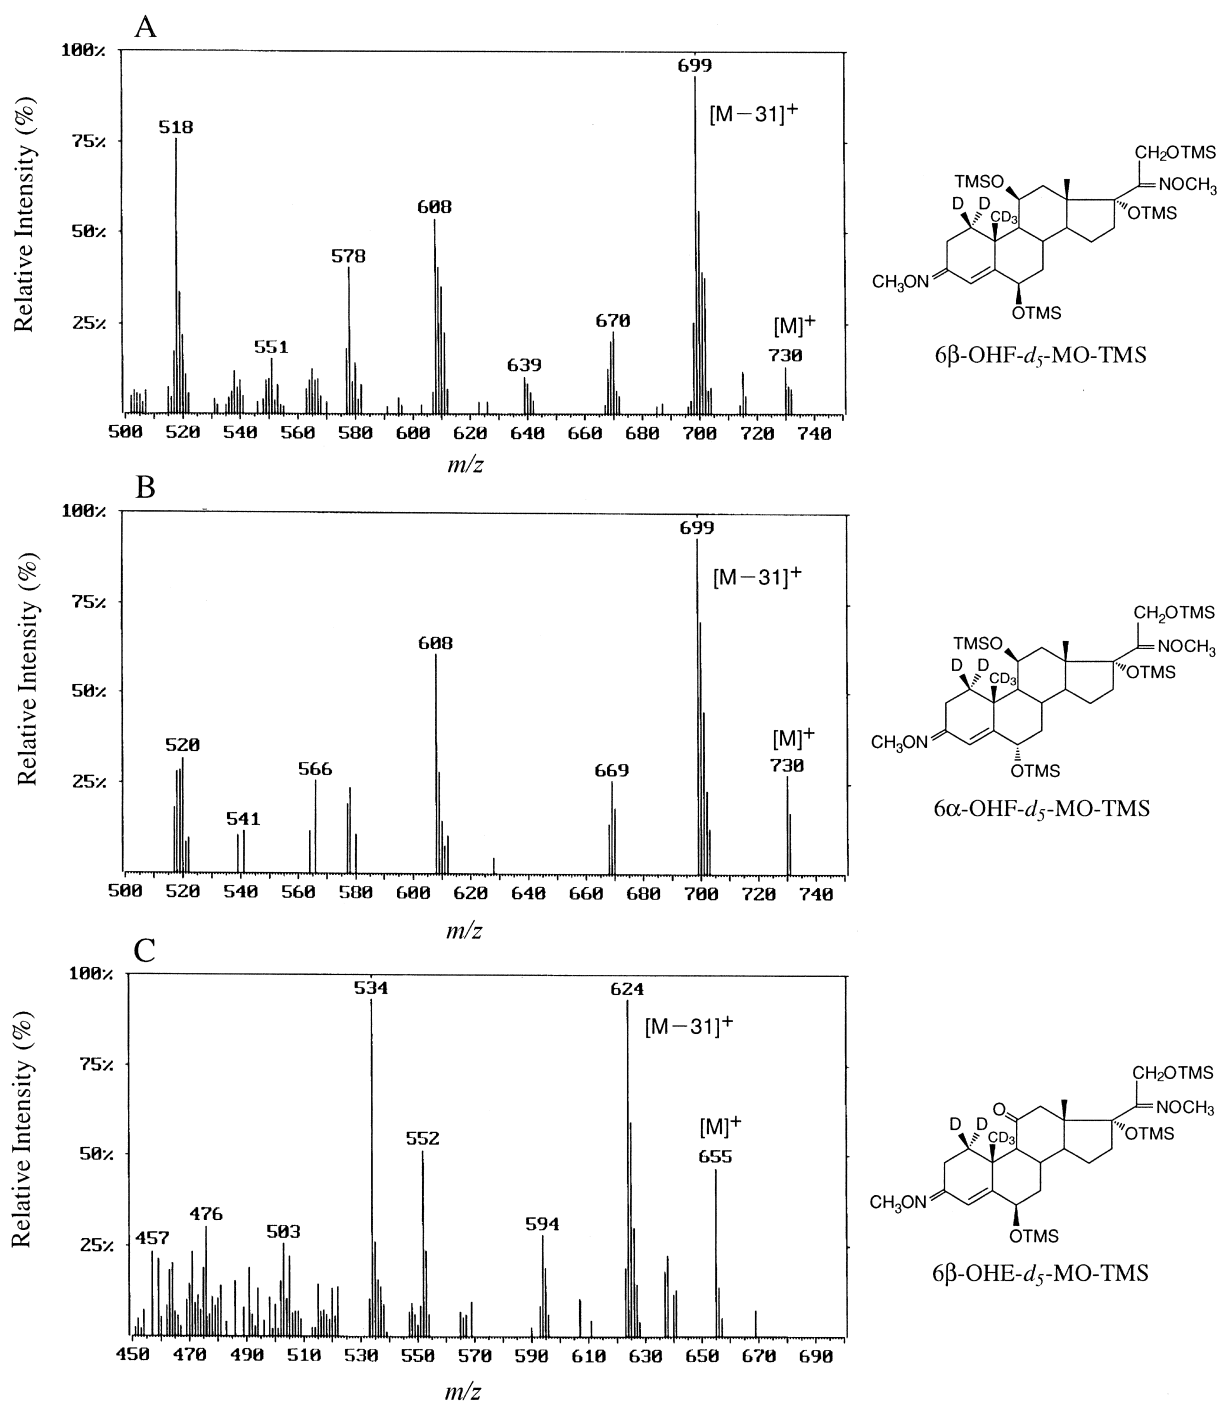 A
Relative Intensity (%)
100%
75%
50%
25%
518
551
578
608
639
670
699
[M−31]+
[M]+
730
500 520 540 560 580 600 620 640 660 680 700 720 740
m/z
CH2OTMS
TMSO
NOCH3
D D
CD3
OTMS
CH3ON
OTMS
6β-OHF-d5-MO-TMS
B
Relative Intensity (%)
100%
75%
50%
25%
520
541
566
608
669
699
[M−31]+
[M]+
730
500 520 540 560 580 600 620 640 660 680 700 720 740
m/z
CH2OTMS
TMSO
NOCH3
D D
CD3
OTMS
CH3ON
OTMS
6α-OHF-d5-MO-TMS
C
Relative Intensity (%)
100%
75%
50%
25%
457
476
503
534
552
594
624
[M−31]+
[M]+
655
450 470 490 510 530 550 570 590 610 630 650 670 690
m/z
CH2OTMS
O
NOCH3
D D
CD3
OTMS
CH3ON
OTMS
6β-OHE-d5-MO-TMS